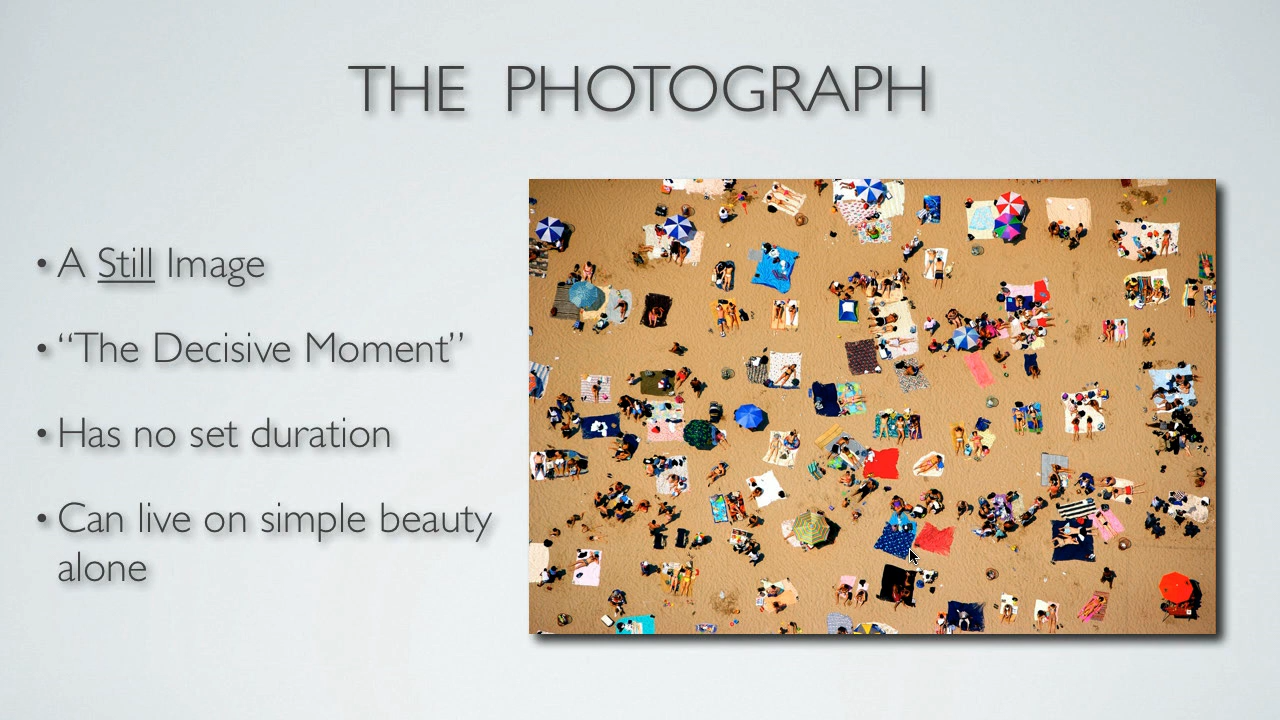 THE PHOTOGRAPH
• A Still Image
• “The Decisive Moment”
• Has no set duration
• Can live on simple beauty
alone